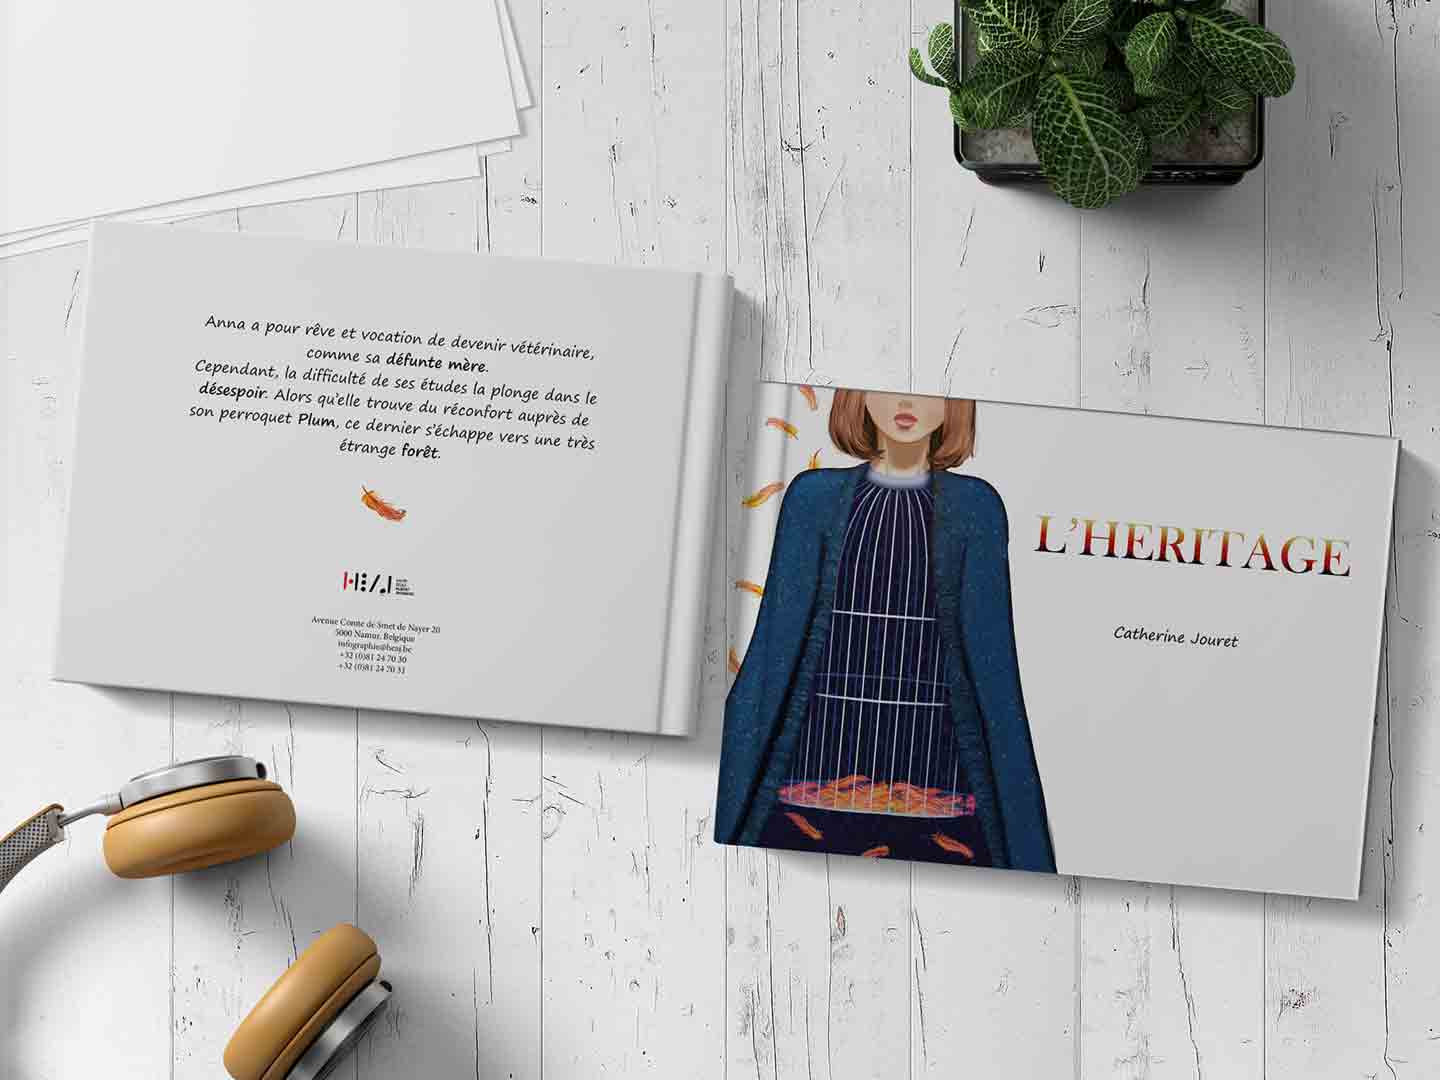 Anna a pour rêve et vocation de devenir vétérinaire,
comme sa défunte mère.
Cependant, la difficulté de ses études la plonge dans le
désespoir. Alors qu'elle trouve du réconfort auprès de
son perroquet Plum, ce dernier s'échappe vers une très
étrange forêt.
Avenue Comte de Smet de Nayer 20
5000 Namur, Belgique
infographie@heaj.be
+32 (0)81 24 70 30
+32 (0)81 24 70 31
L'HERITAGE
Catherine Jouret